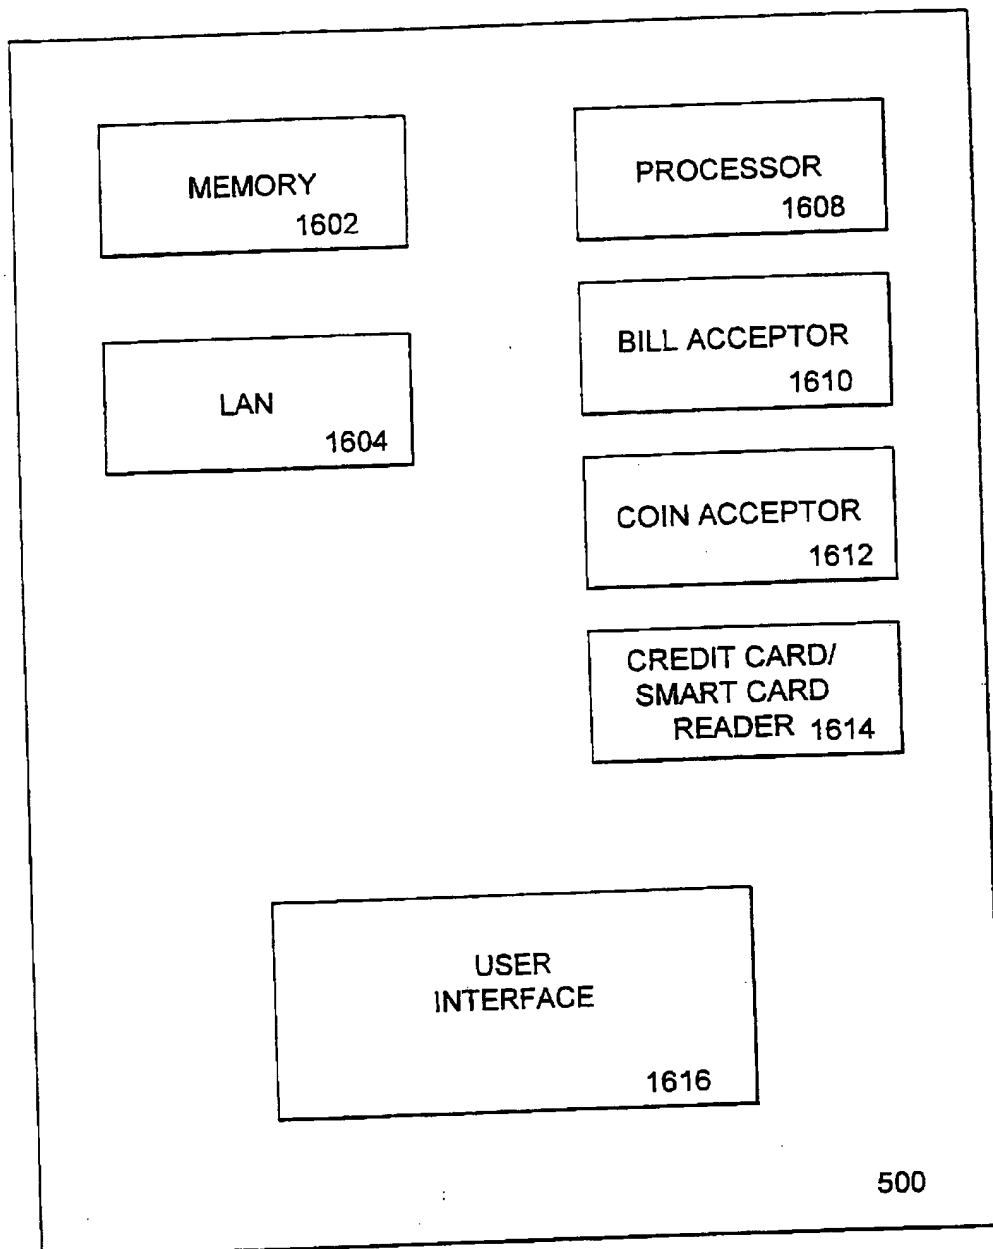 MEMORY
1602
PROCESSOR
1608
LAN
1604
BILL ACCEPTOR
1610
COIN ACCEPTOR
1612
CREDIT CARD/
SMART CARD
READER 1614
USER
INTERFACE
1616
500